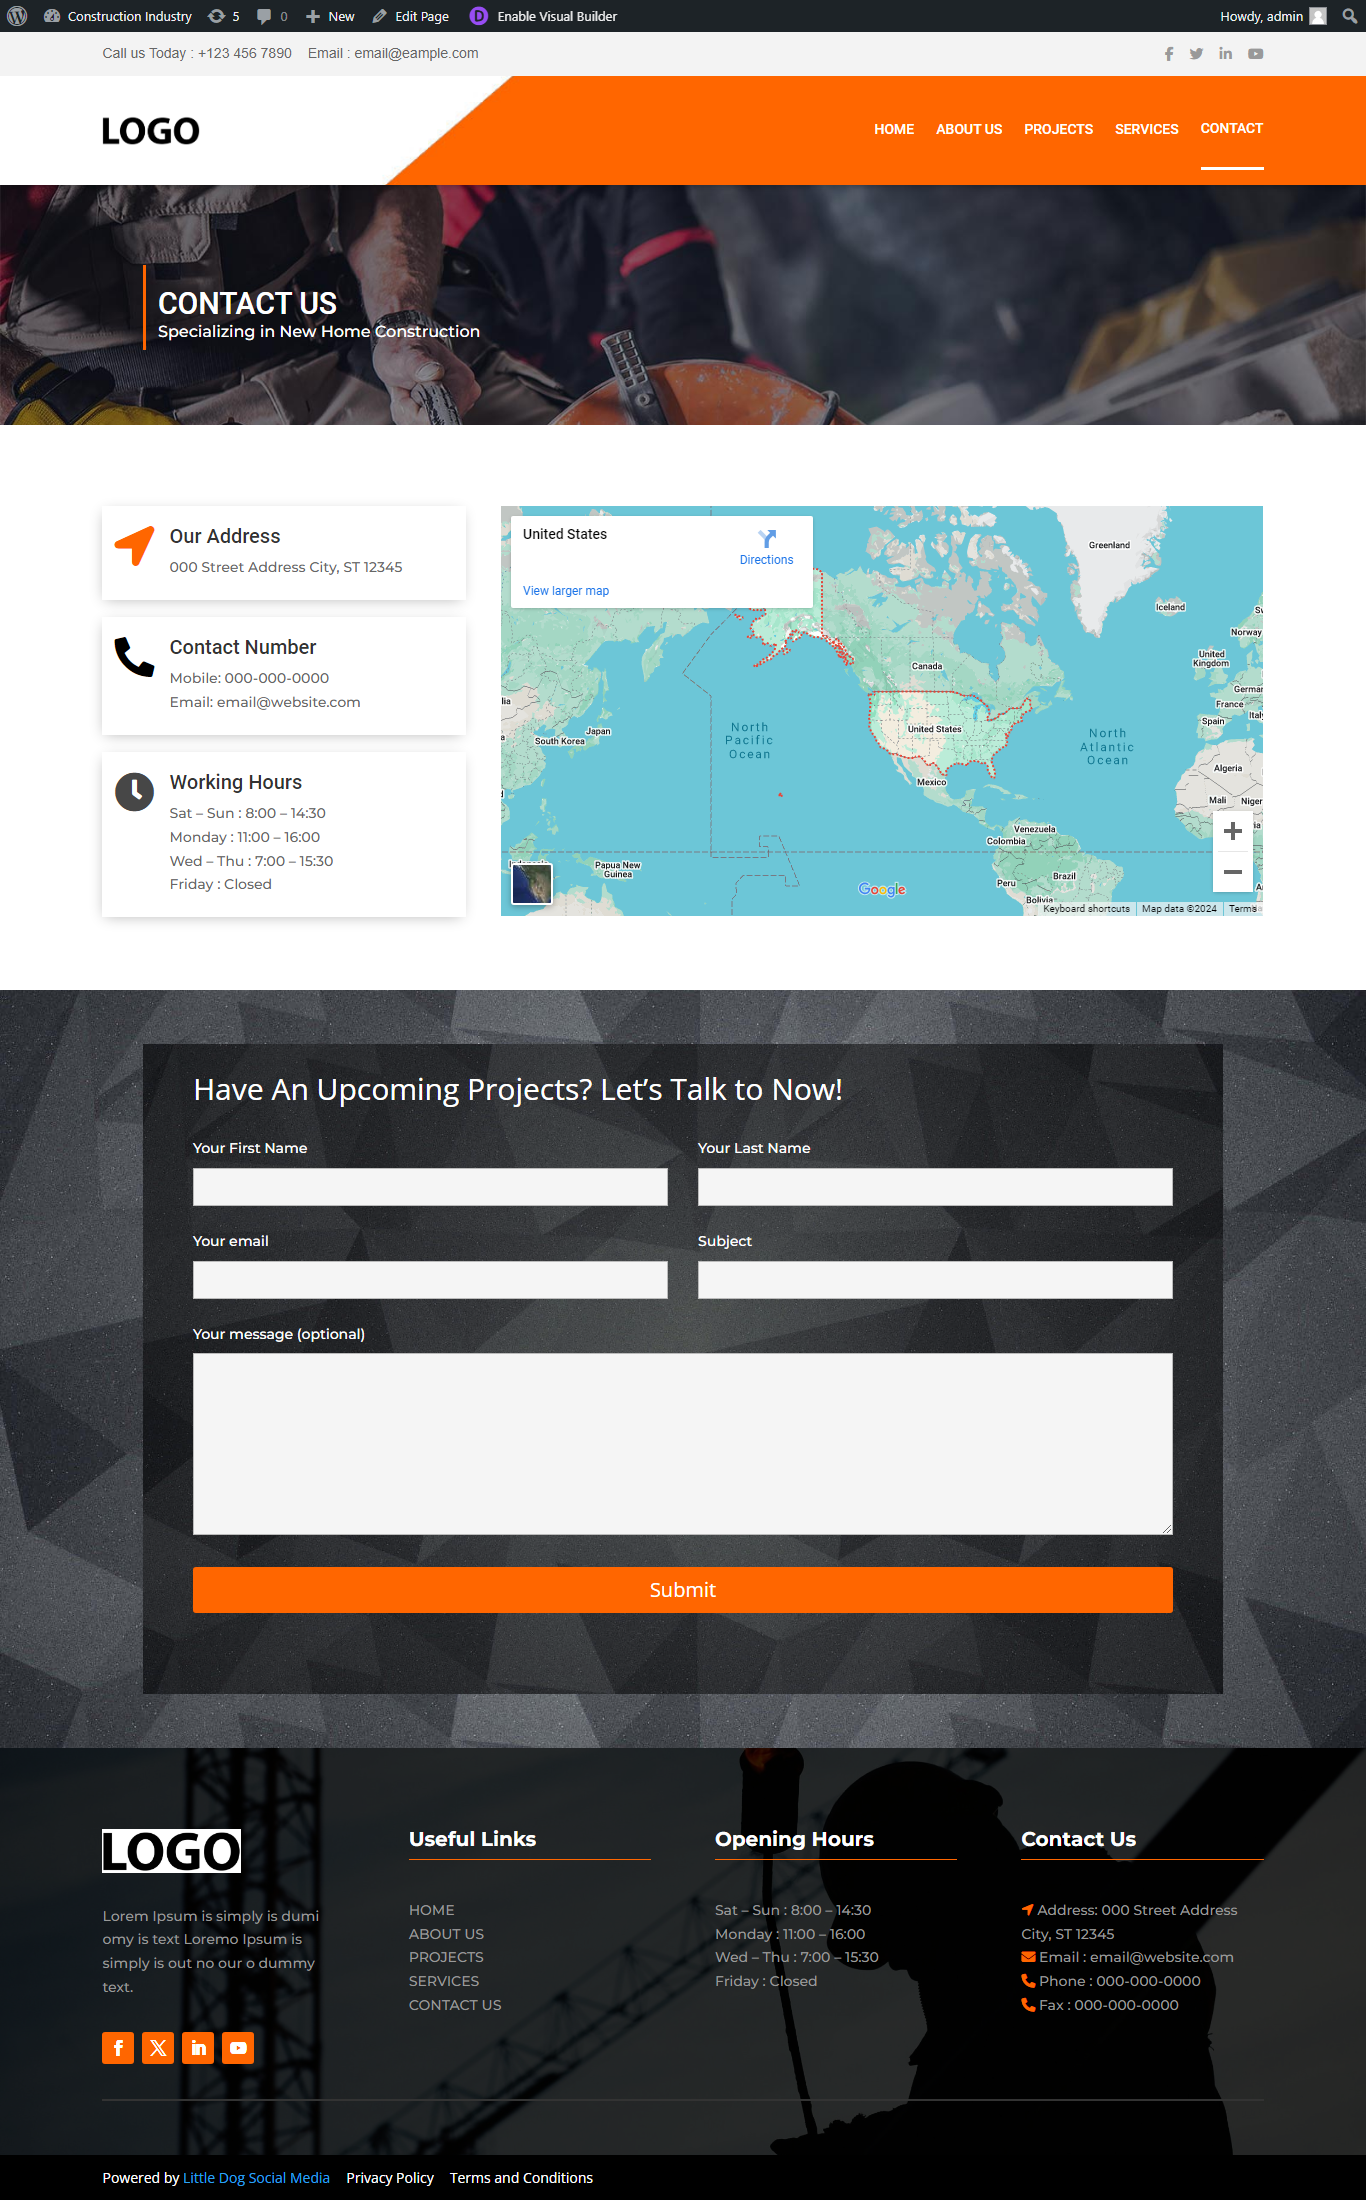 Construction Industry 5 0 New Edit Page D Enable Visual Builder Howdy, admin
Call us Today : +123 456 7890 Email : email@eample.com
LOGO
HOME ABOUT US PROJECTS SERVICES CONTACT
CONTACT US
Specializing in New Home Construction
Our Address
000 Street Address City, ST 12345
Contact Number
Mobile: 000-000-0000
Email: email@website.com
Working Hours
Sat – Sun : 8:00 – 14:30
Monday : 11:00 – 16:00
Wed – Thu : 7:00 – 15:30
Friday : Closed
United States
Directions
View larger map
Greenland
Iceland
Norway
United Kingdom
Canada
France
Spain
Japan
South Korea
North Pacific Ocean
United States
North Atlantic Ocean
Algeria
Mexico
Mali Niger
Venezuela
Colombia
Papua New Guinea
Peru
Brazil
Bolivia
Google
Keyboard shortcuts Map data ©2024 Terms
Have An Upcoming Projects? Let’s Talk to Now!
Your First Name Your Last Name
Your email Subject
Your message (optional)
Submit
LOGO
Lorem Ipsum is simply is dumi
omy is text Loremo Ipsum is
simply is out no our o dummy
text.
Useful Links
HOME
ABOUT US
PROJECTS
SERVICES
CONTACT US
Opening Hours
Sat – Sun : 8:00 – 14:30
Monday : 11:00 – 16:00
Wed – Thu : 7:00 – 15:30
Friday : Closed
Contact Us
Address: 000 Street Address
City, ST 12345
Email : email@website.com
Phone : 000-000-0000
Fax : 000-000-0000
Powered by Little Dog Social Media Privacy Policy Terms and Conditions